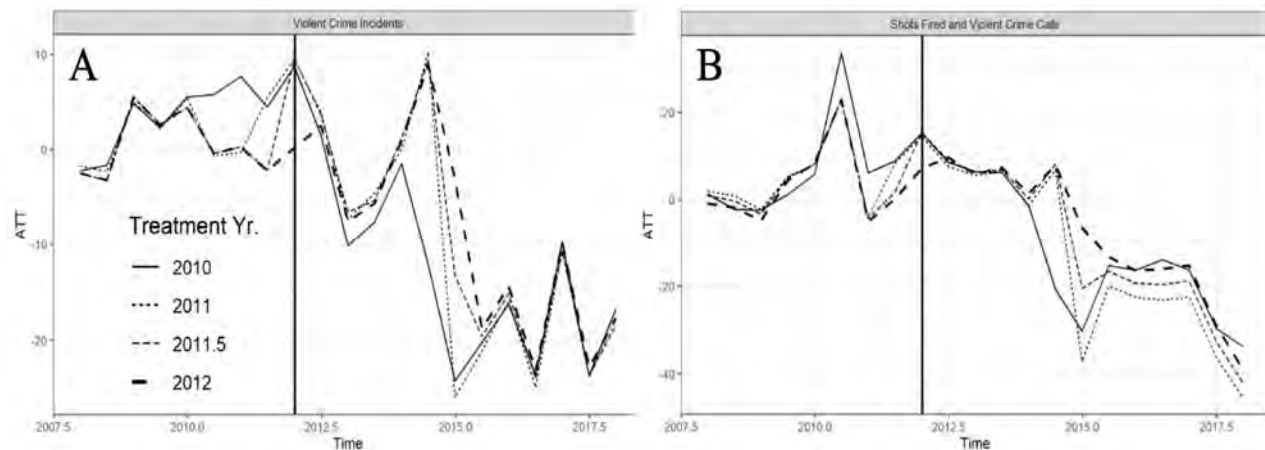 Violent Crime Incidents
A
10
0
-10
-20
ATT
Treatment Yr.
2010
2011
2011.5
2012
2007.5 2010.0 2012.5 2015.0 2017.5
Time
Shots Fired and Violent Crime Calls
B
20
0
-20
-40
ATT
2007.5 2010.0 2012.5 2015.0 2017.5
Time